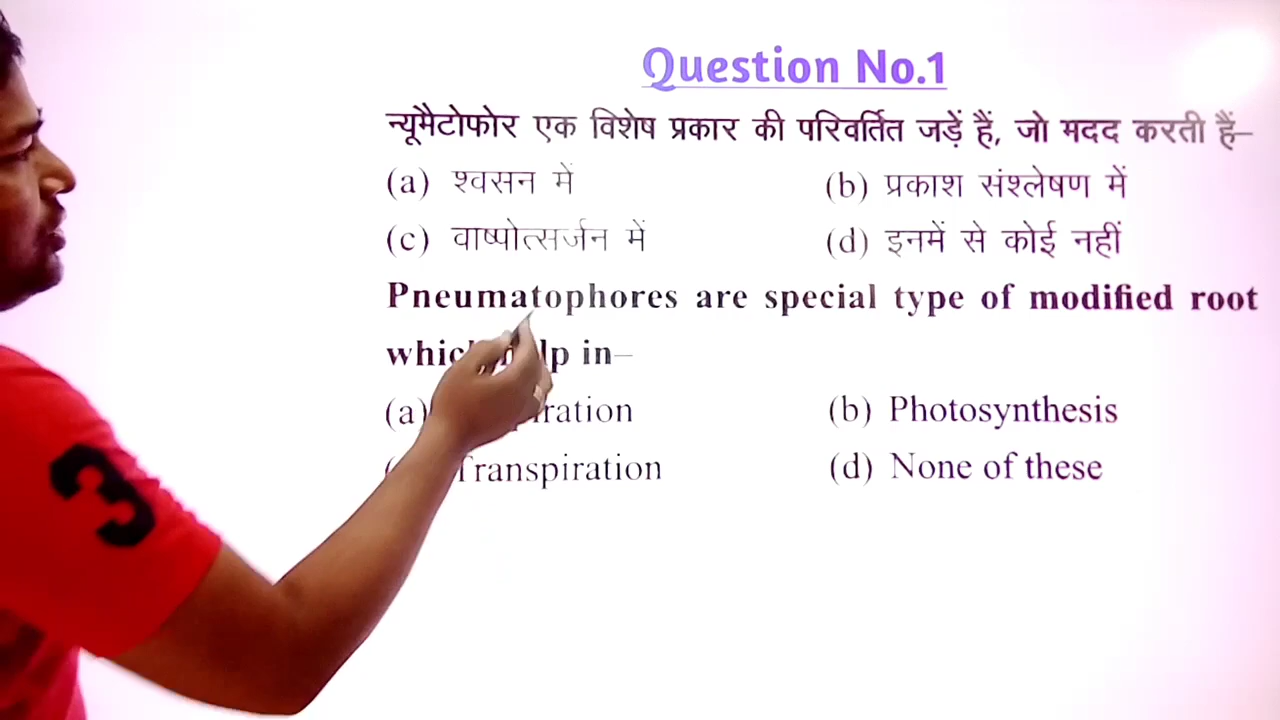 Question No.1
न्यूमैटोफोर एक विशेष प्रकार की परिवर्तित जड़ें हैं, जो मदद करती हैं–
(a) श्वसन में (b) प्रकाश संश्लेषण में
(c) वाष्पोत्सर्जन में (d) इनमें से कोई नहीं
Pneumatophores are special type of modified root
in–
(a) (b) Photosynthesis
Transpiration (d) None of these
3